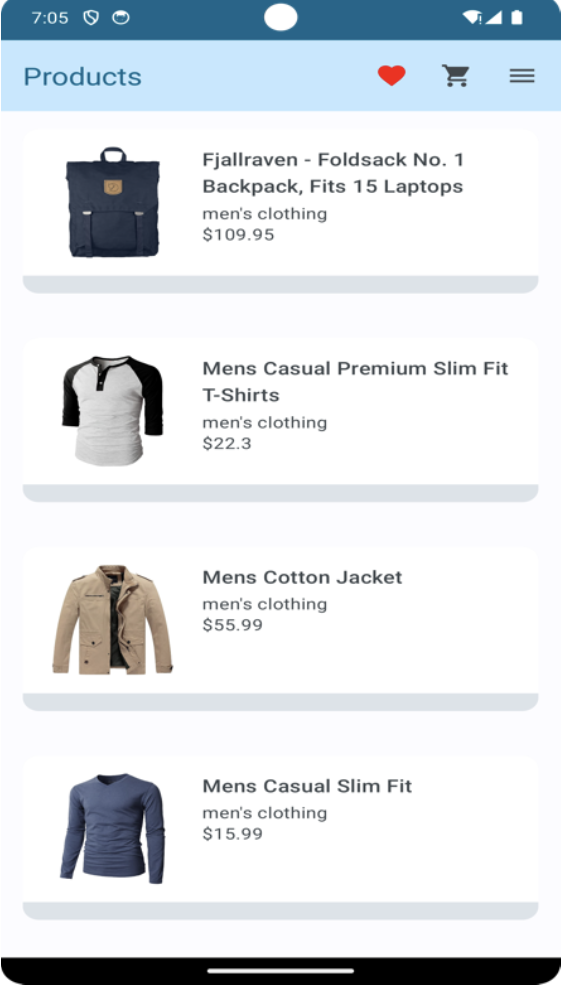 7:05
Products
Fjallraven - Foldsack No. 1
Backpack, Fits 15 Laptops
men's clothing
$109.95
Mens Casual Premium Slim Fit
T-Shirts
men's clothing
$22.3
Mens Cotton Jacket
men's clothing
$55.99
Mens Casual Slim Fit
men's clothing
$15.99